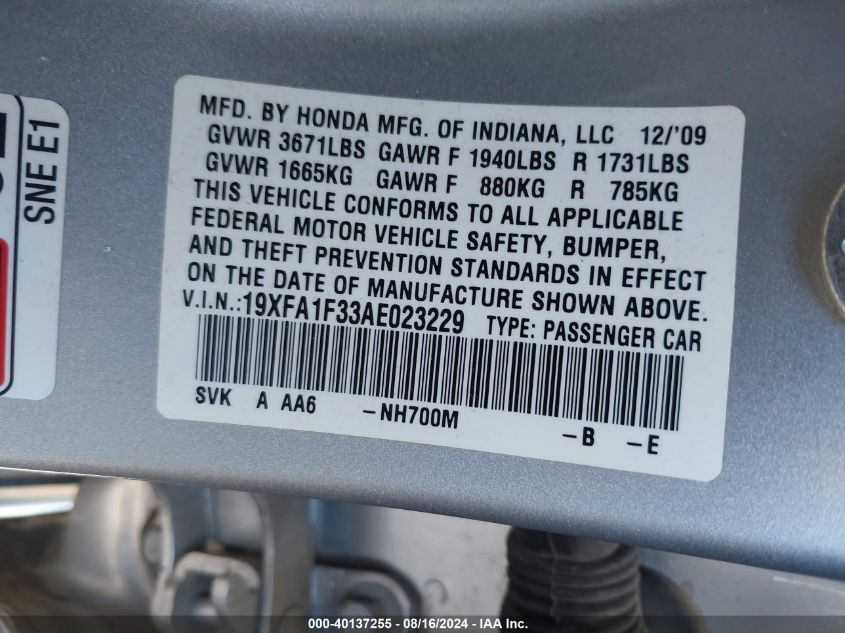 SNE E1
MFD. BY HONDA MFG. OF INDIANA, LLC 12/'09
GVWR 3671LBS GAWR F 1940LBS R 1731LBS
GVWR 1665KG GAWR F 880KG R 785KG
THIS VEHICLE CONFORMS TO ALL APPLICABLE
FEDERAL MOTOR VEHICLE SAFETY, BUMPER,
AND THEFT PREVENTION STANDARDS IN EFFECT
ON THE DATE OF MANUFACTURE SHOWN ABOVE.
V.I.N.:19XFA1F33AE023229 TYPE: PASSENGER CAR
SVK A AA6 -NH700M -B -E
000-40137255 - 08/16/2024 - IAA Inc.